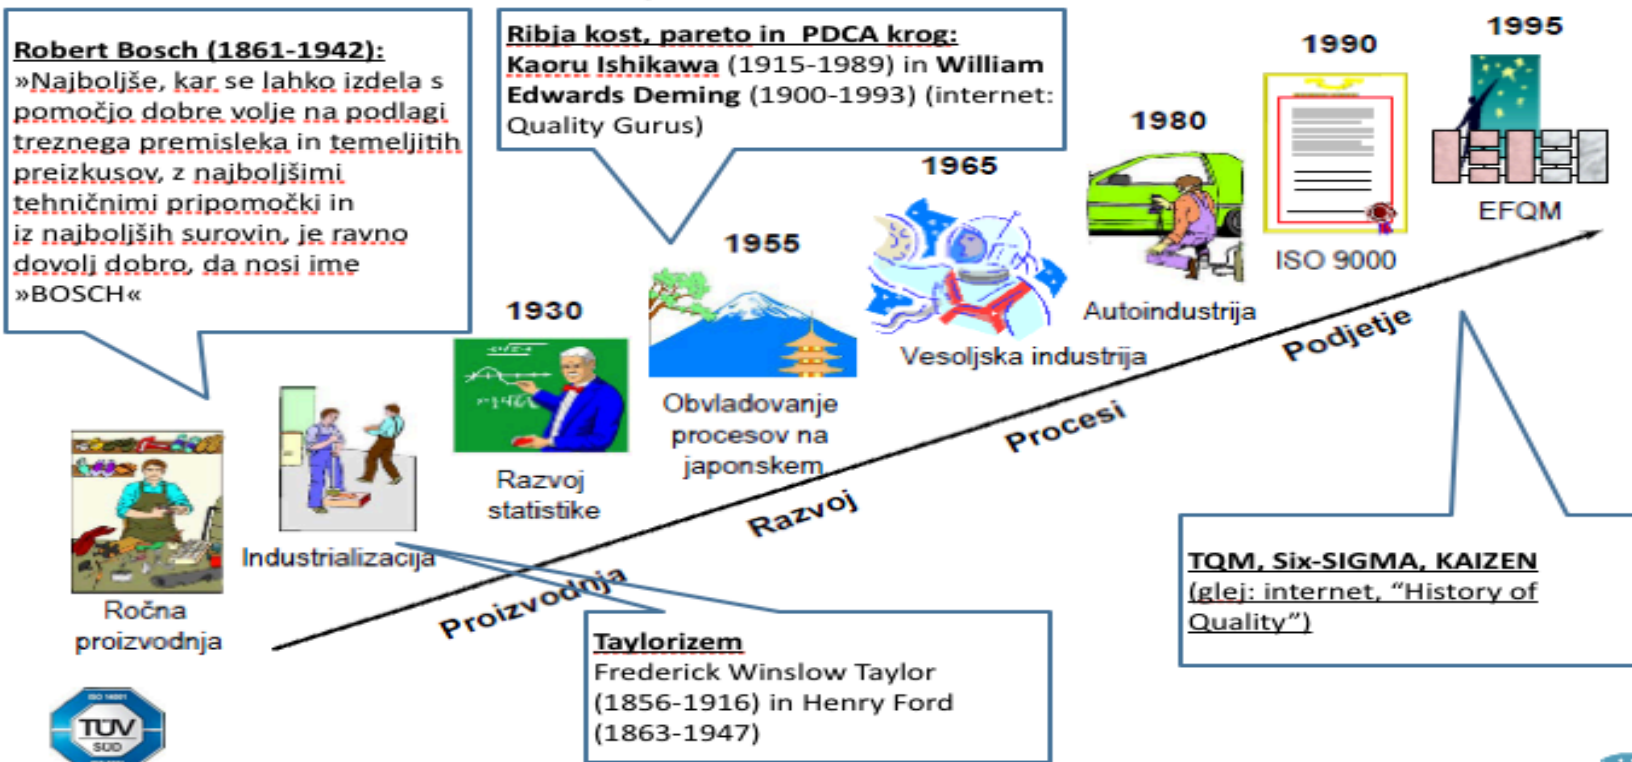 Robert Bosch (1861-1942):
»Najboljše, kar se lahko izdela s
pomočjo dobre volje na podlagi
treznega premisleka in temeljitih
preizkusov, z najboljšimi
tehničnimi pripomočki in
iz najboljših surovin, je ravno
dovolj dobro, da nosi ime
»BOSCH«
Ribja kost, pareto in PDCA krog:
Kaoru Ishikawa (1915-1989) in William
Edwards Deming (1900-1993) (internet:
Quality Gurus)
Ročna
proizvodnja
Industrializacija
1930
Razvoj
statistike
1955
Obvladovanje
procesov na
japonskem
1965
Vesoljska industrija
1980
Autoindustrija
1990
ISO 9000
1995
EFQM
Proizvodnja
Razvoj
Procesi
Podjetje
Taylorizem
Frederick Winslow Taylor
(1856-1916) in Henry Ford
(1863-1947)
TQM, Six-SIGMA, KAIZEN
(glej: internet, “History of
Quality”)
ISO 14001
TÜV
SÜD